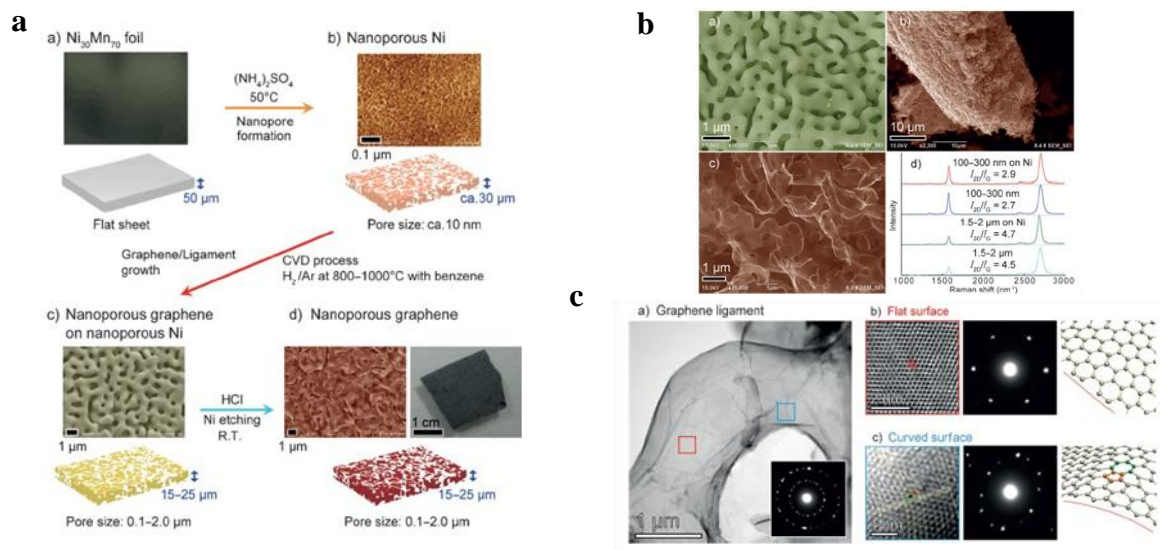 a
a) Ni30Mn70 foil
b) Nanoporous Ni
(NH4)2SO4
50°C
Nanopore
formation
0.1 μm
50 μm
ca.30 μm
Flat sheet
Pore size: ca.10 nm
Graphene/Ligament
growth
CVD process
H2/Ar at 800–1000°C with benzene
c) Nanoporous graphene
on nanoporous Ni
d) Nanoporous graphene
HCl
Ni etching
R.T.
1 cm
1 μm
1 μm
15–25 μm
15–25 μm
Pore size: 0.1–2.0 μm
Pore size: 0.1–2.0 μm
b
a)
b)
1 μm
10 μm
c)
1 μm
d)
100–300 nm on Ni
I2D/IG = 2.9
100–300 nm
I2D/IG = 2.7
1.5–2 μm on Ni
I2D/IG = 4.7
1.5–2 μm
I2D/IG = 4.5
Intensity
1000 1500 2000 2500 3000
Raman shift (cm-1)
c
a) Graphene ligament
b) Flat surface
c) Curved surface
1 μm